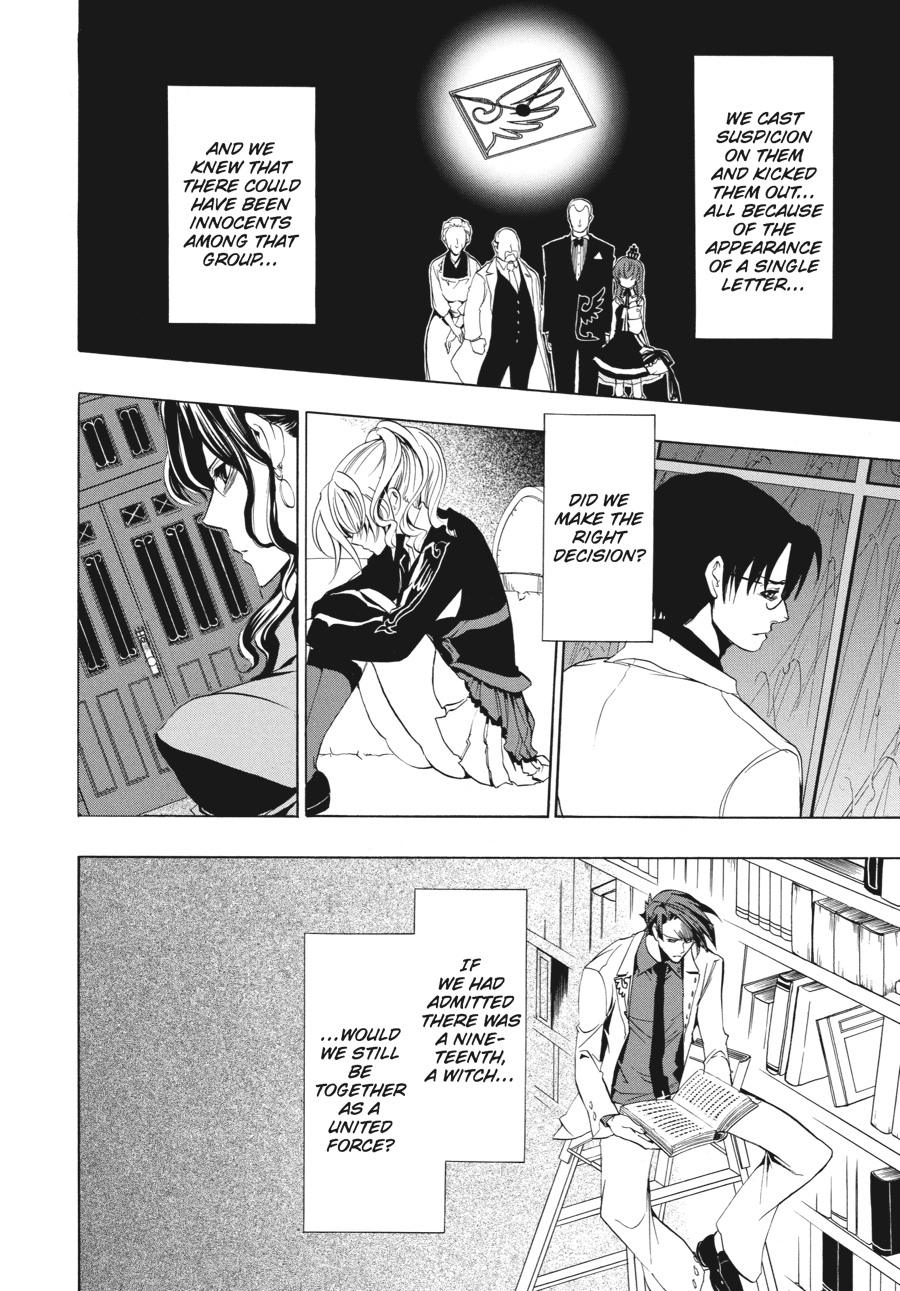 WE CAST
SUSPICION
ON THEM
AND KICKED
THEM OUT...
ALL BECAUSE
OF THE
APPEARANCE
OF A SINGLE
LETTER...
AND WE
KNEW THAT
THERE COULD
HAVE BEEN
INNOCENTS
AMONG THAT
GROUP...
DID WE
MAKE THE
RIGHT
DECISION?
IF
WE HAD
ADMITTED
THERE WAS
A NINE-
TEENTH,
A WITCH...
...WOULD
WE STILL
BE
TOGETHER
AS A
UNITED
FORCE?